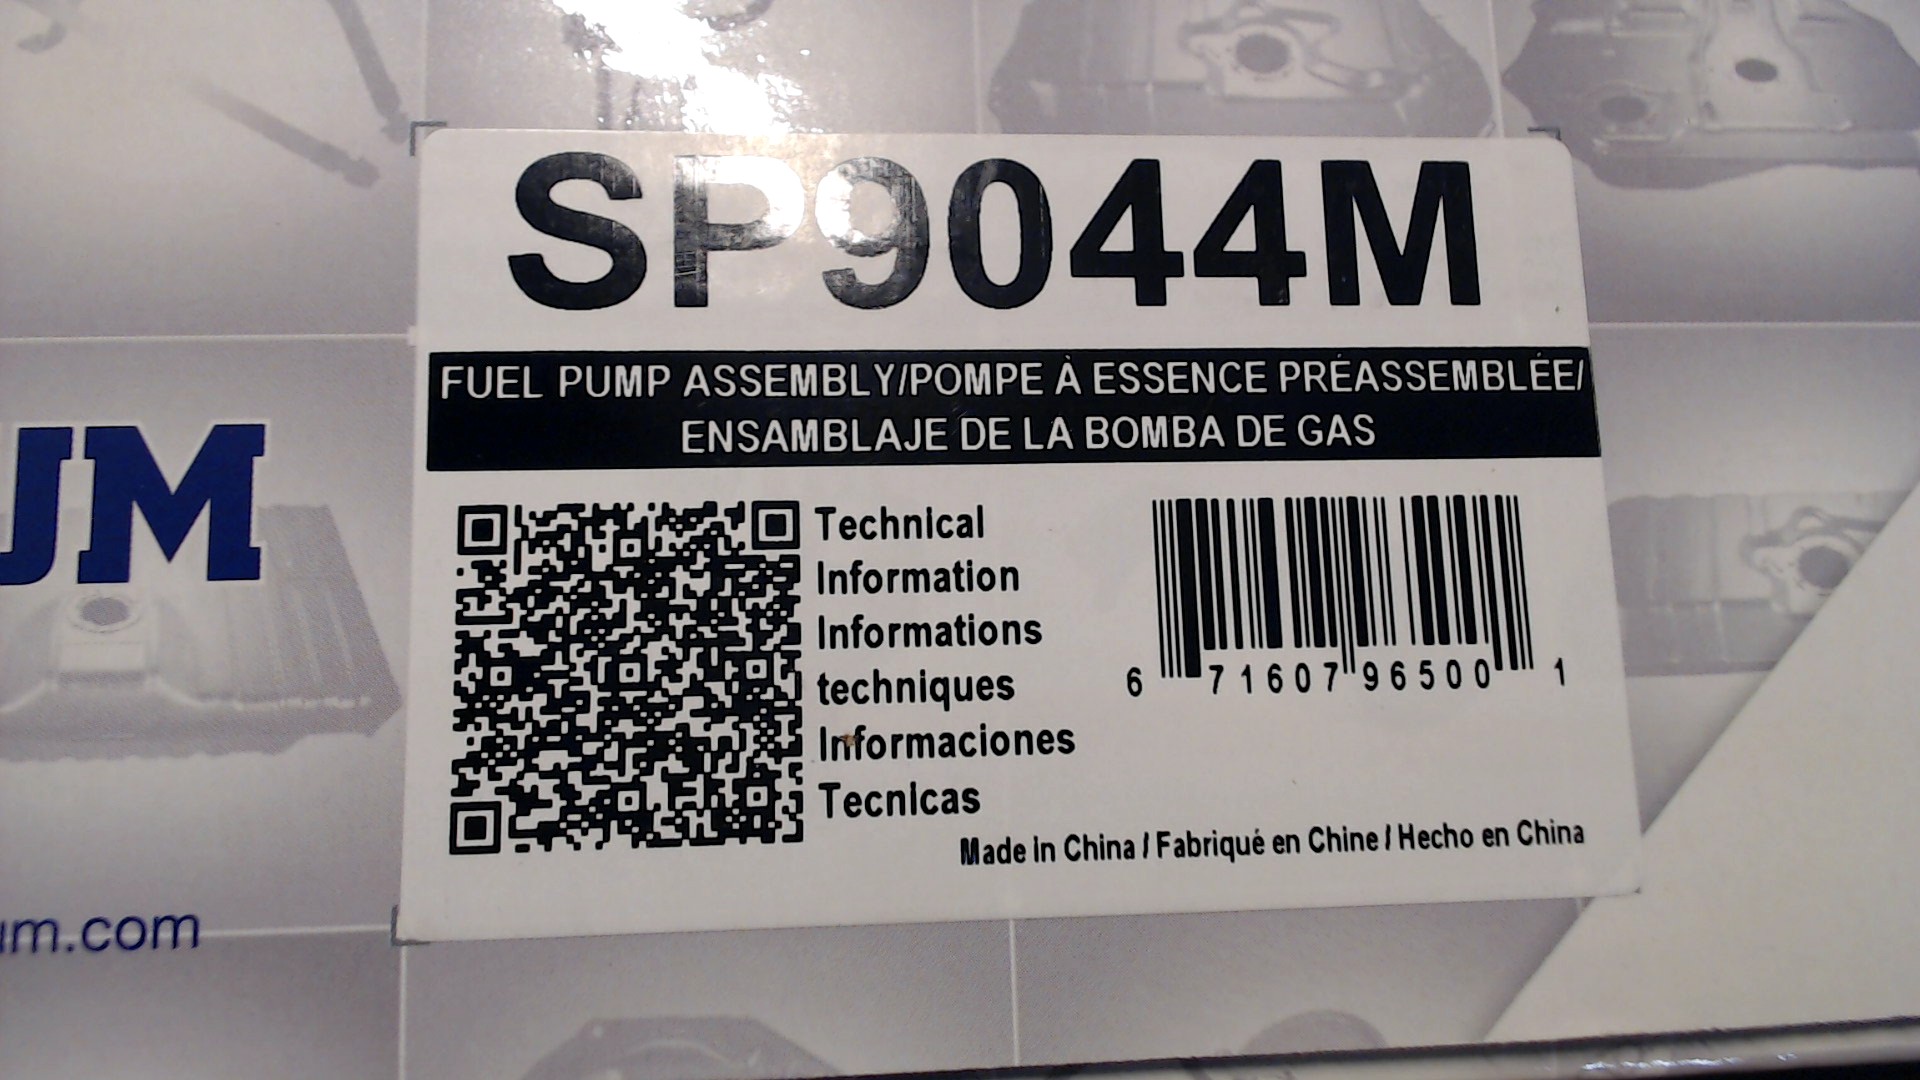 SP9044M
FUEL PUMP ASSEMBLY/POMPE À ESSENCE PRÉASSEMBLÉE/
ENSAMBLAJE DE LA BOMBA DE GAS
Technical
Information
Informations
techniques
Informaciones
Tecnicas
6 71607 96500 1
Made in China / Fabriqué en Chine / Hecho en China
UM
um.com